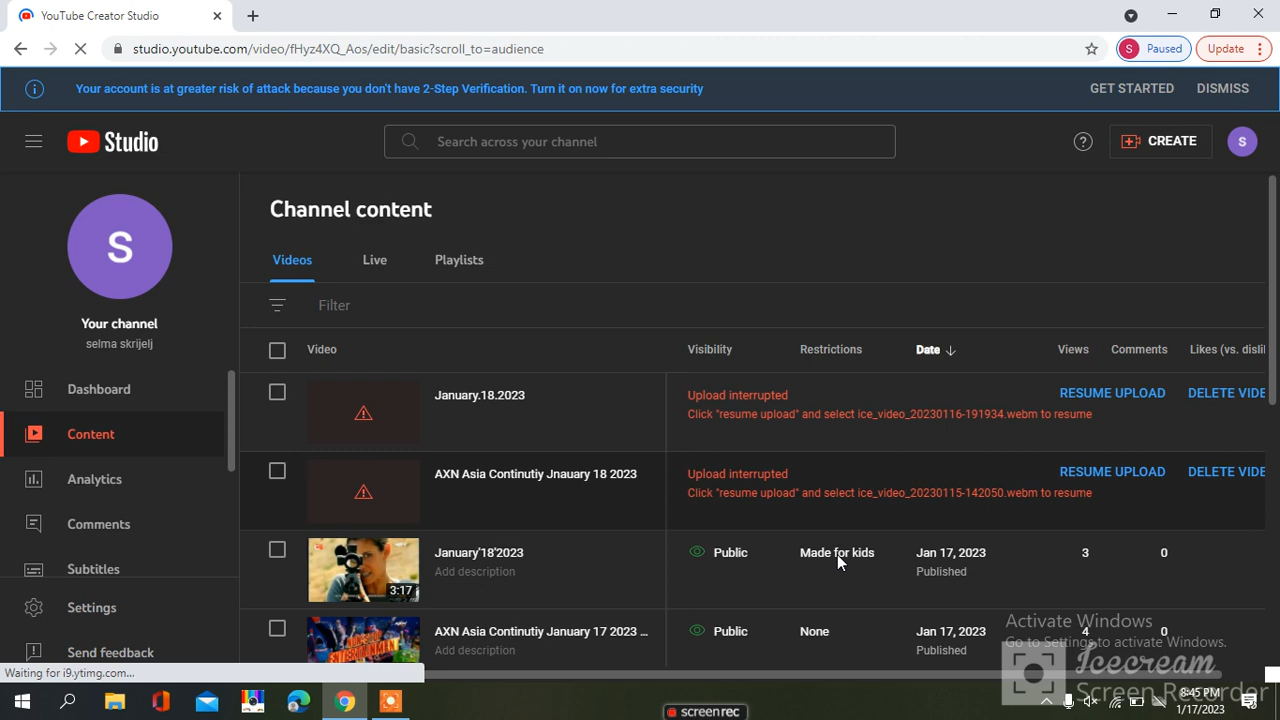 YouTube Creator Studio
studio.youtube.com/video/fHyz4XQ_Aos/edit/basic?scroll_to=audience
S Paused
Update
Your account is at greater risk of attack because you don't have 2-Step Verification. Turn it on now for extra security
GET STARTED
DISMISS
Studio
Search across your channel
CREATE
S
S
Your channel
selma skrijelj
Dashboard
Content
Analytics
Comments
Subtitles
Settings
Send feedback
Channel content
Videos
Live
Playlists
Filter
Video
Visibility
Restrictions
Date
Views
Comments
Likes (vs. disli
January.18.2023
Upload interrupted
Click "resume upload" and select ice_video_20230116-191934.webm to resume
RESUME UPLOAD
DELETE VIDE
AXN Asia Continutiy Jnauary 18 2023
Upload interrupted
Click "resume upload" and select ice_video_20230115-142050.webm to resume
RESUME UPLOAD
DELETE VIDE
3:17
January'18'2023
Add description
Public
Made for kids
Jan 17, 2023
Published
3
0
AXN Asia Continutiy January 17 2023 ...
Add description
Public
None
Jan 17, 2023
Published
4
0
Activate Windows
Go to Settings to activate Windows.
Icecream
Screen Recorder
Waiting for i9.ytimg.com...
screenrec
8:45 PM
1/17/2023